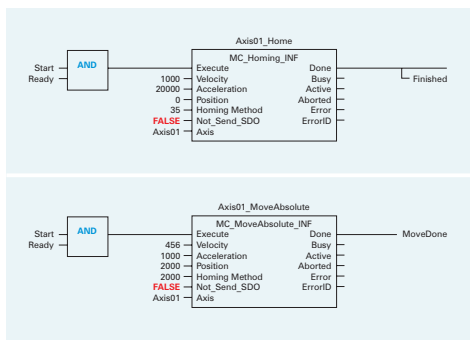 Axis01_Home
MC_Homing_INF
Start AND Execute Done
Ready 1000 Velocity Busy Finished
20000 Acceleration Active
0 Position Aborted
35 Homing Method Error
FALSE Not_Send_SDO ErrorID
Axis01 Axis
Axis01_MoveAbsolute
MC_MoveAbsolute_INF
Start AND Execute Done MoveDone
Ready 456 Velocity Busy
1000 Acceleration Active
2000 Position Aborted
2000 Homing Method Error
FALSE Not_Send_SDO ErrorID
Axis01 Axis